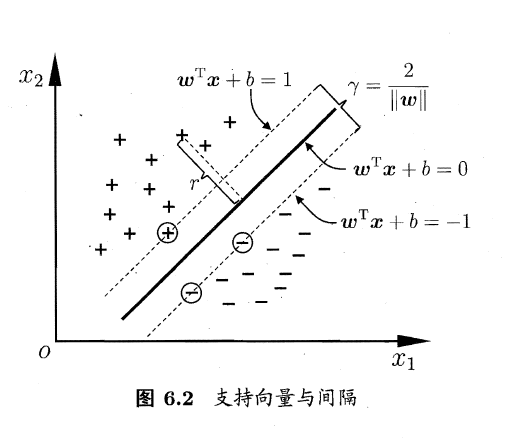 x₂
wᵀx + b = 1
γ = 2/‖w‖
r
wᵀx + b = 0
wᵀx + b = −1
O
x₁
图 6.2 支持向量与间隔